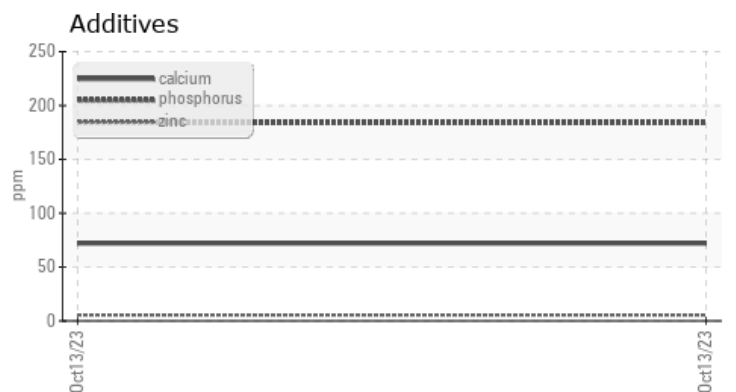 Additives
250
200
150
100
50
0
ppm
calcium
phosphorus
zinc
Oct13/23
Oct13/23